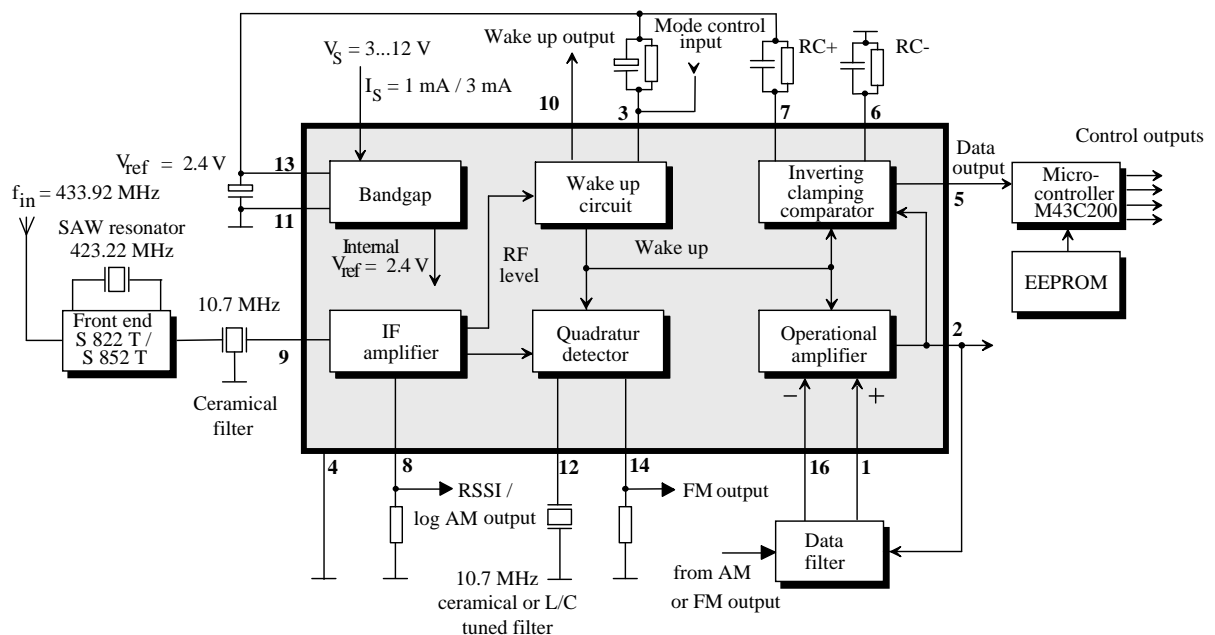 Mode control
input
Wake up output
V_S = 3...12 V
RC+
RC-
I_S = 1 mA / 3 mA
10
3
7
6
V_ref = 2.4 V
13
Bandgap
Wake up
circuit
Inverting
clamping
comparator
Data
output
5
Control outputs
Micro-
controller
M43C200
f_in = 433.92 MHz
11
SAW resonator
423.22 MHz
Internal
V_ref = 2.4 V
RF
level
Wake up
EEPROM
10.7 MHz
Front end
S 822 T /
S 852 T
9
IF
amplifier
Quadratur
detector
Operational
amplifier
2
Ceramical
filter
−
+
4
8
12
14
16
1
RSSI /
log AM output
FM output
Data
filter
from AM
or FM output
10.7 MHz
ceramical or L/C
tuned filter